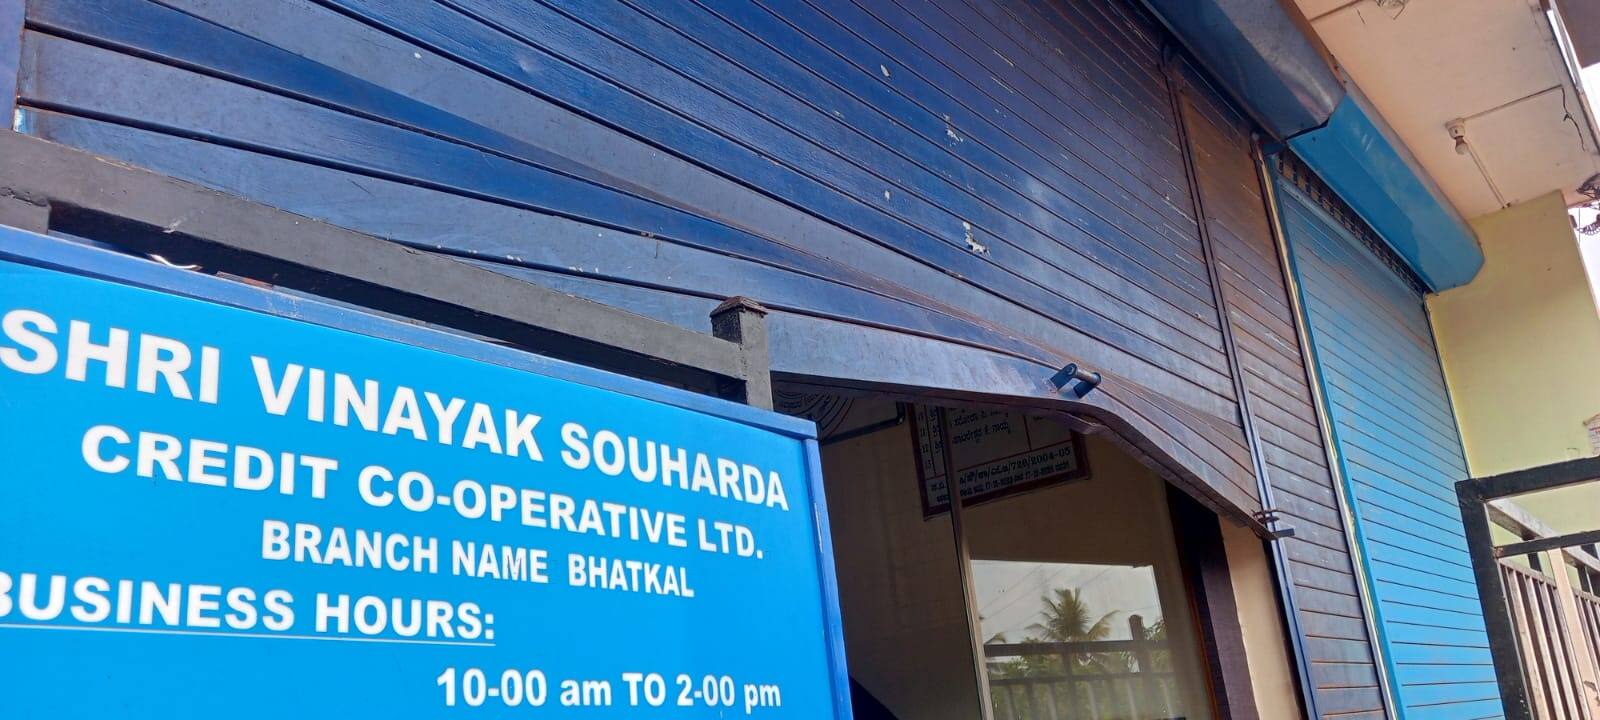 SHRI VINAYAK SOUHARDA
CREDIT CO-OPERATIVE LTD.
BRANCH NAME BHATKAL
BUSINESS HOURS:
10-00 am TO 2-00 pm